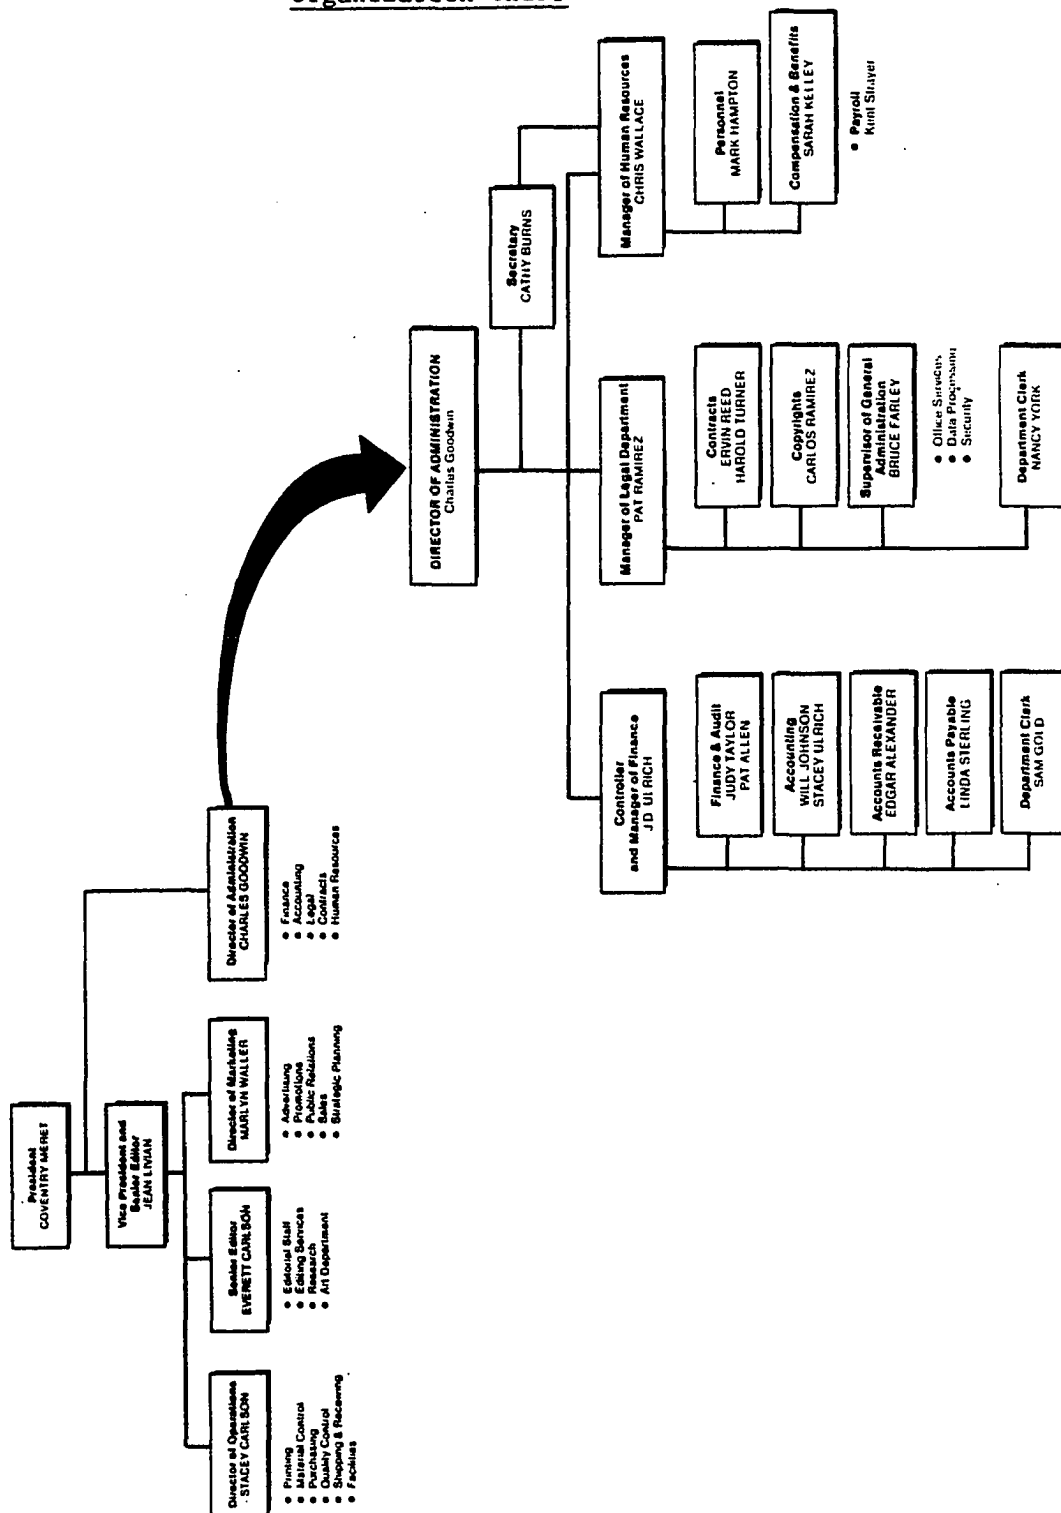 Organization Chart
President
COVENTRY MERET
Vice President and
Senior Editor
JEAN LIVIAN
Director of Operations
STACEY CARLSON
• Printing
• Material Control
• Purchasing
• Quality Control
• Shipping & Receiving
• Facilities
Senior Editor
EVERETT CARLSON
• Editorial Staff
• Editing Services
• Research
• Art Department
Director of Marketing
MARLYN WALLER
• Advertising
• Promotions
• Public Relations
• Sales
• Strategic Planning
Director of Administration
CHARLES GOODWIN
• Finance
• Accounting
• Legal
• Contracts
• Human Resources
DIRECTOR OF ADMINISTRATION
Charles Goodwin
Secretary
CATHY BURNS
Controller
and Manager of Finance
JD ULRICH
Finance & Audit
JUDY TAYLOR
PAT ALLEN
Accounting
WILL JOHNSON
STACEY ULRICH
Accounts Receivable
EDGAR ALEXANDER
Accounts Payable
LINDA STERLING
Department Clerk
SAM GOLD
Manager of Legal Department
PAT RAMIREZ
Contracts
ERVIN REED
HAROLD TURNER
Copyrights
CARLOS RAMIREZ
Supervisor of General
Administration
BRUCE FARLEY
• Office Services
• Data Processing
• Security
Department Clerk
NANCY YORK
Manager of Human Resources
CHRIS WALLACE
Personnel
MARK HAMPTON
Compensation & Benefits
SARAH KELLEY
• Payroll
Kent Strayer